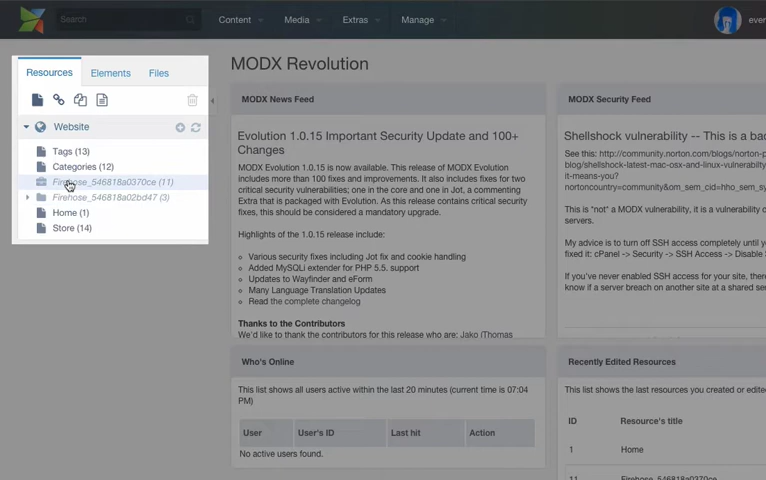 Search
Content
Media
Extras
Manage
ever
Resources
Elements
Files
Website
Tags (13)
Categories (12)
Firehose_546818a0370ce (11)
Firehose_546818a02bd47 (3)
Home (1)
Store (14)
MODX Revolution
MODX News Feed
Evolution 1.0.15 Important Security Update and 100+
Changes
MODX Evolution 1.0.15 is now available. This release of MODX Evolution
includes more than 100 fixes and improvements. It also includes fixes for two
critical security vulnerabilities; one in the core and one in Jot, a commenting
Extra that is packaged with Evolution. As this release contains critical security
fixes, this should be considered a mandatory upgrade.
Highlights of the 1.0.15 release include:
Various security fixes including Jot fix and cookie handling
Added MySQLi extender for PHP 5.5. support
Updates to Wayfinder and eForm
Many Language Translation Updates
Read the complete changelog
Thanks to the Contributors
We'd like to thank the contributors for this release who are: Jako (Thomas
MODX Security Feed
Shellshock vulnerability -- This is a ba
See this: http://community.norton.com/blogs/norton-p
blog/shellshock-latest-mac-osx-and-linux-vulnerabilty
it-means-you?
nortoncountry=community&om_sem_cid=hho_sem_sy
This is *not* a MODX vulnerability, it is a vulnerability o
servers.
My advice is to turn off SSH access completely until yo
fixed it: cPanel -> Security -> SSH Access -> Disable S
If you've never enabled SSH access for your site, there
know if a server breach on another site at a shared se
Who's Online
This list shows all users active within the last 20 minutes (current time is 07:04
PM)
User
User's ID
Last hit
Action
No active users found.
Recently Edited Resources
This list shows the last resources you created or edited
ID
Resource's title
1
Home
11
Firehose_546818a0370ce